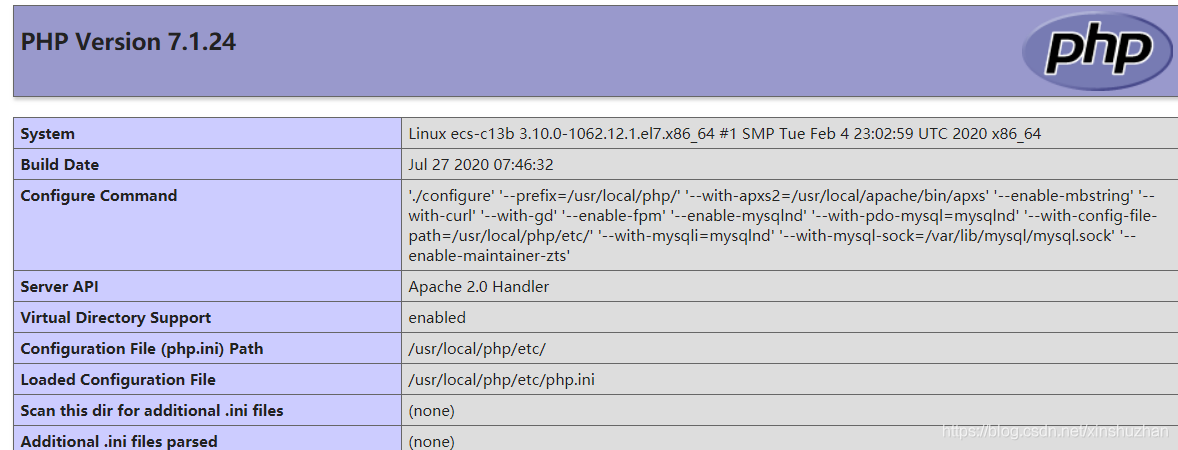 PHP Version 7.1.24
php
System Linux ecs-c13b 3.10.0-1062.12.1.el7.x86_64 #1 SMP Tue Feb 4 23:02:59 UTC 2020 x86_64
Build Date Jul 27 2020 07:46:32
Configure Command './configure' '--prefix=/usr/local/php/' '--with-apxs2=/usr/local/apache/bin/apxs' '--enable-mbstring' '--
with-curl' '--with-gd' '--enable-fpm' '--enable-mysqlnd' '--with-pdo-mysql=mysqlnd' '--with-config-file-
path=/usr/local/php/etc/' '--with-mysqli=mysqlnd' '--with-mysql-sock=/var/lib/mysql/mysql.sock' '--
enable-maintainer-zts'
Server API Apache 2.0 Handler
Virtual Directory Support enabled
Configuration File (php.ini) Path /usr/local/php/etc/
Loaded Configuration File /usr/local/php/etc/php.ini
Scan this dir for additional .ini files (none)
Additional .ini files parsed (none)
https://blog.csdn.net/xinshuzhan